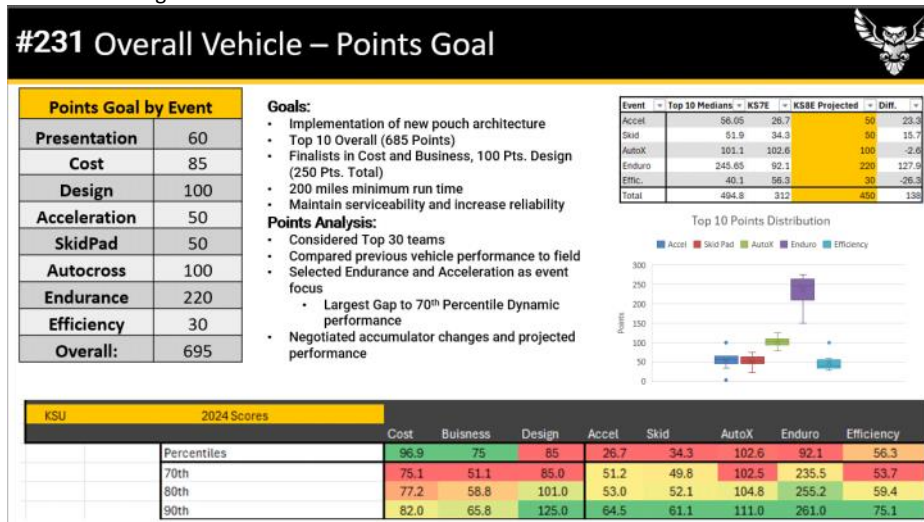 #231 Overall Vehicle – Points Goal
Points Goal by Event
Presentation 60
Cost 85
Design 100
Acceleration 50
SkidPad 50
Autocross 100
Endurance 220
Efficiency 30
Overall: 695
Goals:
• Implementation of new pouch architecture
• Top 10 Overall (685 Points)
• Finalists in Cost and Business, 100 Pts. Design
(250 Pts. Total)
• 200 miles minimum run time
• Maintain serviceability and increase reliability
Points Analysis:
• Considered Top 30 teams
• Compared previous vehicle performance to field
• Selected Endurance and Acceleration as event
focus
• Largest Gap to 70th Percentile Dynamic
performance
• Negotiated accumulator changes and projected
performance
Event Top 10 Medians KS7E KS8E Projected Diff.
Accel 56.05 26.7 50 23.3
Skid 51.9 34.3 50 15.7
AutoX 101.1 102.6 100 -2.6
Enduro 245.65 92.1 220 127.9
Effic. 40.1 56.3 30 -26.3
Total 494.8 312 450 138
Top 10 Points Distribution
Accel Skid Pad AutoX Enduro Efficiency
Points
300
250
200
150
100
50
0
KSU 2024 Scores
Cost Buisness Design Accel Skid AutoX Enduro Efficiency
Percentiles 96.9 75 85 26.7 34.3 102.6 92.1 56.3
70th 75.1 51.1 85.0 51.2 49.8 102.5 235.5 53.7
80th 77.2 58.8 101.0 53.0 52.1 104.8 255.2 59.4
90th 82.0 65.8 125.0 64.5 61.1 111.0 261.0 75.1